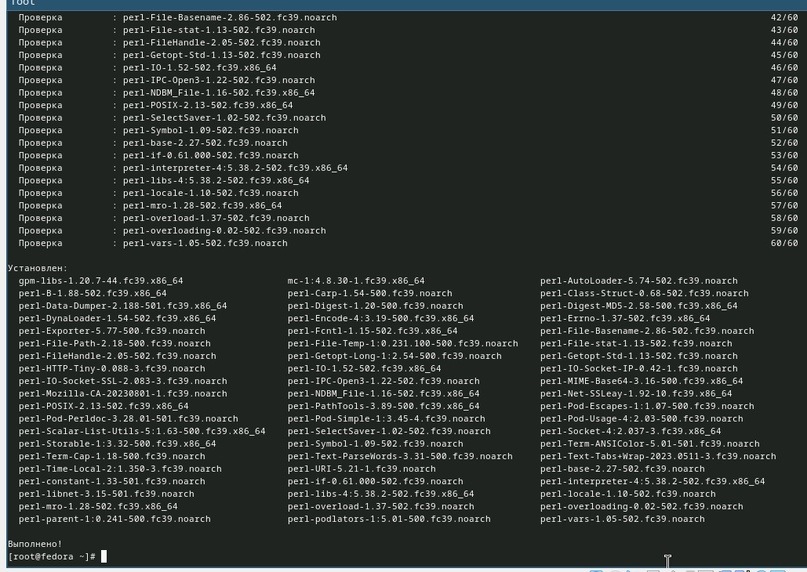 root
Проверка : perl-File-Basename-2.86-502.fc39.noarch 42/60
Проверка : perl-File-stat-1.13-502.fc39.noarch 43/60
Проверка : perl-FileHandle-2.05-502.fc39.noarch 44/60
Проверка : perl-Getopt-Std-1.13-502.fc39.noarch 45/60
Проверка : perl-IO-1.52-502.fc39.x86_64 46/60
Проверка : perl-IPC-Open3-1.22-502.fc39.noarch 47/60
Проверка : perl-NDBM_File-1.16-502.fc39.x86_64 48/60
Проверка : perl-POSIX-2.13-502.fc39.x86_64 49/60
Проверка : perl-SelectSaver-1.02-502.fc39.noarch 50/60
Проверка : perl-Symbol-1.09-502.fc39.noarch 51/60
Проверка : perl-base-2.27-502.fc39.noarch 52/60
Проверка : perl-if-0.61.000-502.fc39.noarch 53/60
Проверка : perl-interpreter-4:5.38.2-502.fc39.x86_64 54/60
Проверка : perl-libs-4:5.38.2-502.fc39.x86_64 55/60
Проверка : perl-locale-1.10-502.fc39.noarch 56/60
Проверка : perl-mro-1.28-502.fc39.x86_64 57/60
Проверка : perl-overload-1.37-502.fc39.noarch 58/60
Проверка : perl-overloading-0.02-502.fc39.noarch 59/60
Проверка : perl-vars-1.05-502.fc39.noarch 60/60
Установлен:
gpm-libs-1.20.7-44.fc39.x86_64 mc-1:4.8.30-1.fc39.x86_64 perl-AutoLoader-5.74-502.fc39.noarch
perl-B-1.88-502.fc39.x86_64 perl-Carp-1.54-500.fc39.noarch perl-Class-Struct-0.68-502.fc39.noarch
perl-Data-Dumper-2.188-501.fc39.x86_64 perl-Digest-1.20-500.fc39.noarch perl-Digest-MD5-2.58-500.fc39.x86_64
perl-DynaLoader-1.54-502.fc39.x86_64 perl-Encode-4:3.19-500.fc39.x86_64 perl-Errno-1.37-502.fc39.x86_64
perl-Exporter-5.77-500.fc39.noarch perl-Fcntl-1.15-502.fc39.x86_64 perl-File-Basename-2.86-502.fc39.noarch
perl-File-Path-2.18-500.fc39.noarch perl-File-Temp-1:0.231.100-500.fc39.noarch perl-File-stat-1.13-502.fc39.noarch
perl-FileHandle-2.05-502.fc39.noarch perl-Getopt-Long-1:2.54-500.fc39.noarch perl-Getopt-Std-1.13-502.fc39.noarch
perl-HTTP-Tiny-0.088-3.fc39.noarch perl-IO-1.52-502.fc39.x86_64 perl-IO-Socket-IP-0.42-1.fc39.noarch
perl-IO-Socket-SSL-2.083-3.fc39.noarch perl-IPC-Open3-1.22-502.fc39.noarch perl-MIME-Base64-3.16-500.fc39.x86_64
perl-Mozilla-CA-20230801-1.fc39.noarch perl-NDBM_File-1.16-502.fc39.x86_64 perl-Net-SSLeay-1.92-10.fc39.x86_64
perl-POSIX-2.13-502.fc39.x86_64 perl-PathTools-3.89-500.fc39.x86_64 perl-Pod-Escapes-1:1.07-500.fc39.noarch
perl-Pod-Perldoc-3.28.01-501.fc39.noarch perl-Pod-Simple-1:3.45-4.fc39.noarch perl-Pod-Usage-4:2.03-500.fc39.noarch
perl-Scalar-List-Utils-5:1.63-500.fc39.x86_64 perl-SelectSaver-1.02-502.fc39.noarch perl-Socket-4:2.037-3.fc39.x86_64
perl-Storable-1:3.32-500.fc39.x86_64 perl-Symbol-1.09-502.fc39.noarch perl-Term-ANSIColor-5.01-501.fc39.noarch
perl-Term-Cap-1.18-500.fc39.noarch perl-Text-ParseWords-3.31-500.fc39.noarch perl-Text-Tabs+Wrap-2023.0511-3.fc39.noarch
perl-Time-Local-2:1.350-3.fc39.noarch perl-URI-5.21-1.fc39.noarch perl-base-2.27-502.fc39.noarch
perl-constant-1.33-501.fc39.noarch perl-if-0.61.000-502.fc39.noarch perl-interpreter-4:5.38.2-502.fc39.x86_64
perl-libnet-3.15-501.fc39.noarch perl-libs-4:5.38.2-502.fc39.x86_64 perl-locale-1.10-502.fc39.noarch
perl-mro-1.28-502.fc39.x86_64 perl-overload-1.37-502.fc39.noarch perl-overloading-0.02-502.fc39.noarch
perl-parent-1:0.241-500.fc39.noarch perl-podlators-1:5.01-500.fc39.noarch perl-vars-1.05-502.fc39.noarch
Выполнено!
[root@fedora ~]#